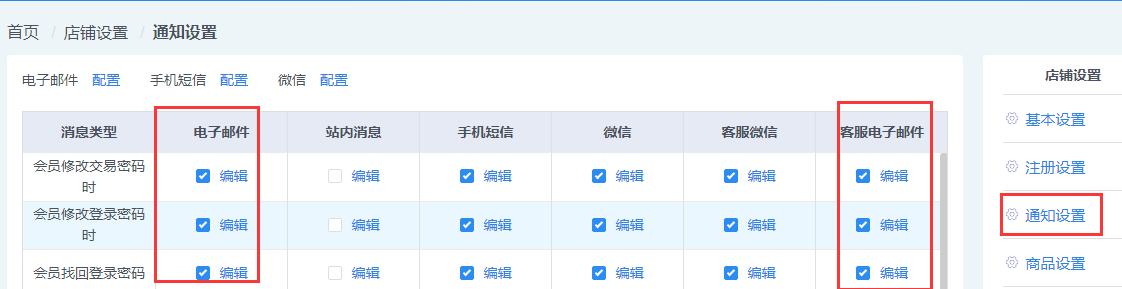 首页 / 店铺设置 / 通知设置
电子邮件 配置 手机短信 配置 微信 配置
消息类型 电子邮件 站内消息 手机短信 微信 客服微信 客服电子邮件
会员修改交易密码
时
编辑 编辑 编辑 编辑 编辑 编辑
会员修改登录密码
时
编辑 编辑 编辑 编辑 编辑 编辑
会员找回登录密码 编辑 编辑 编辑 编辑 编辑 编辑
店铺设置
基本设置
注册设置
通知设置
商品设置